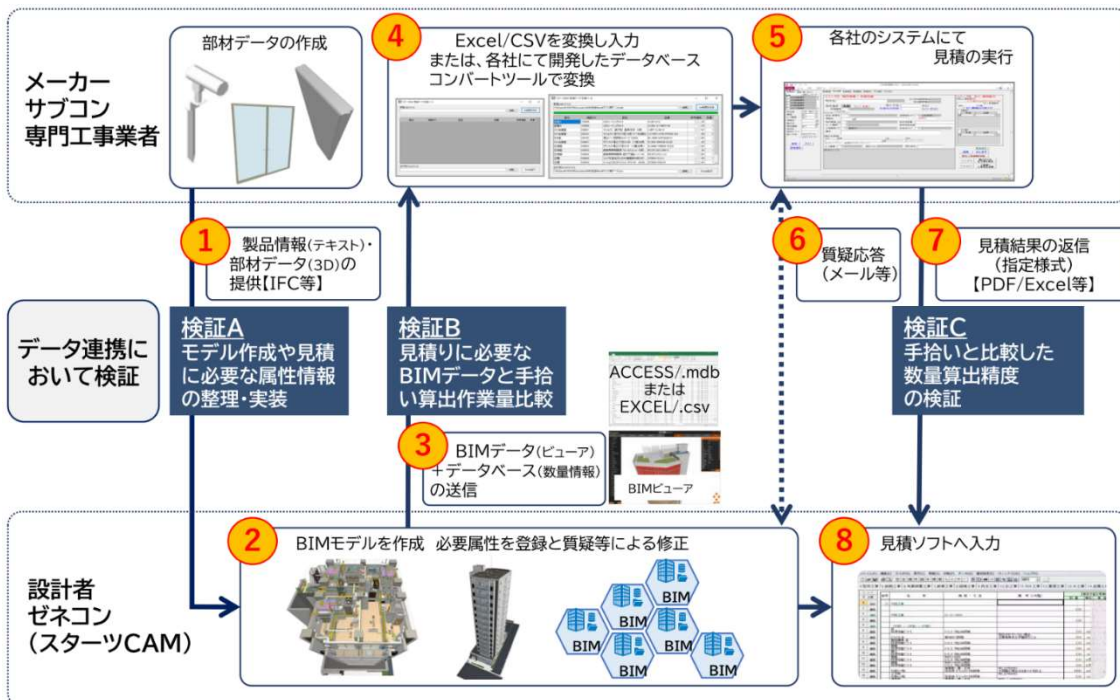 部材データの作成
メーカー
サブコン
専門工事業者
4
Excel/CSVを変換し入力
または、各社にて開発したデータベース
コンバートツールで変換
5
各社のシステムにて
見積の実行
1
製品情報(テキスト)・
部材データ(3D)の
提供【IFC等】
6
質疑応答
(メール等)
7
見積結果の返信
(指定様式)
【PDF/Excel等】
データ連携に
おいて検証
検証A
モデル作成や見積
に必要な属性情報
の整理・実装
検証B
見積りに必要な
BIMデータと手拾
い算出作業量比較
ACCESS/.mdb
または
EXCEL/.csv
BIMビューア
検証C
手拾いと比較した
数量算出精度
の検証
3
BIMデータ(ビューア)
+データベース(数量情報)
の送信
設計者
ゼネコン
(スターツCAM)
2
BIMモデルを作成 必要属性を登録と質疑等による修正
BIM
BIM
BIM
BIM
BIM
BIM
8
見積ソフトへ入力